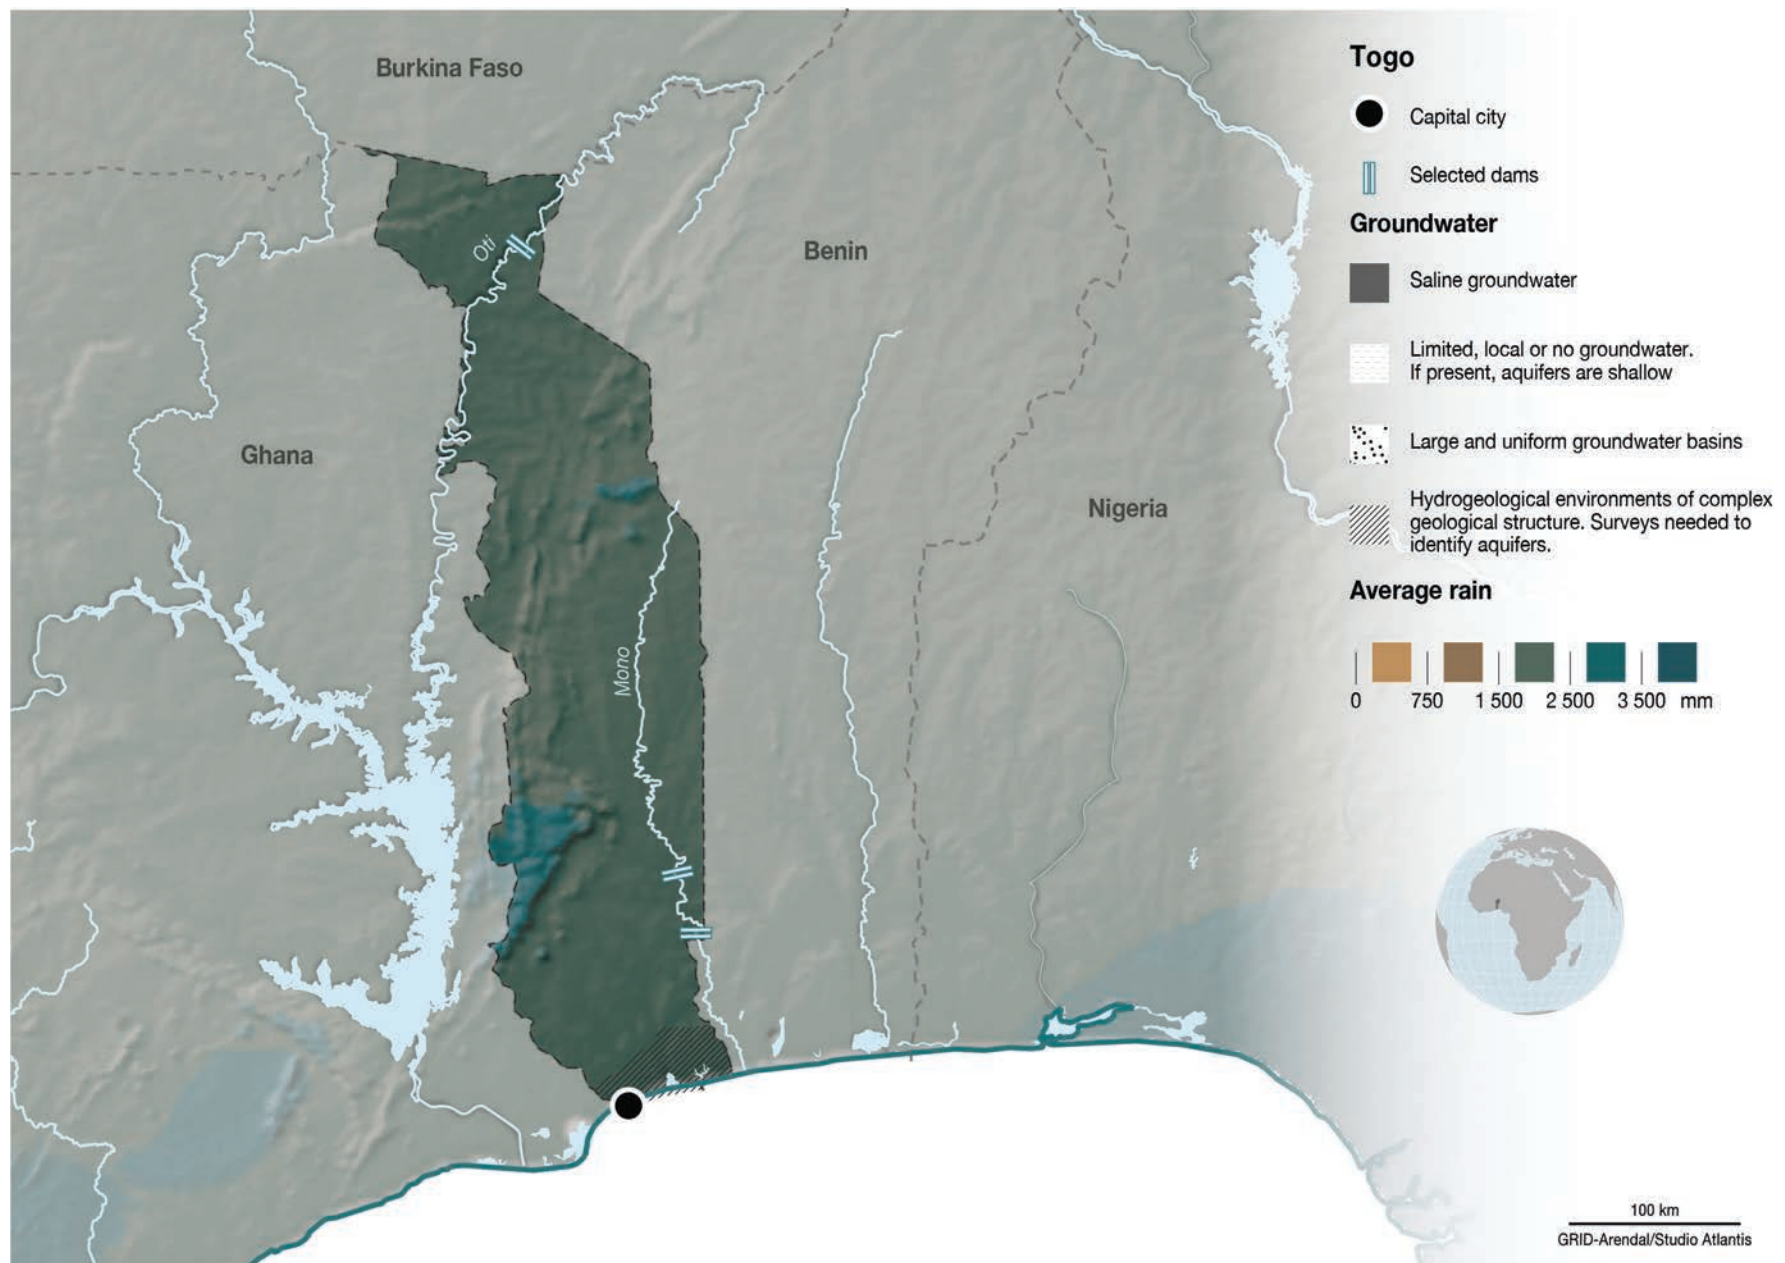 Burkina Faso
Oti
Benin
Ghana
Nigeria
Mono
Togo
Capital city
Selected dams
Groundwater
Saline groundwater
Limited, local or no groundwater.
If present, aquifers are shallow
Large and uniform groundwater basins
Hydrogeological environments of complex
geological structure. Surveys needed to
identify aquifers.
Average rain
0 750 1 500 2 500 3 500 mm
100 km
GRID-Arendal/Studio Atlantis